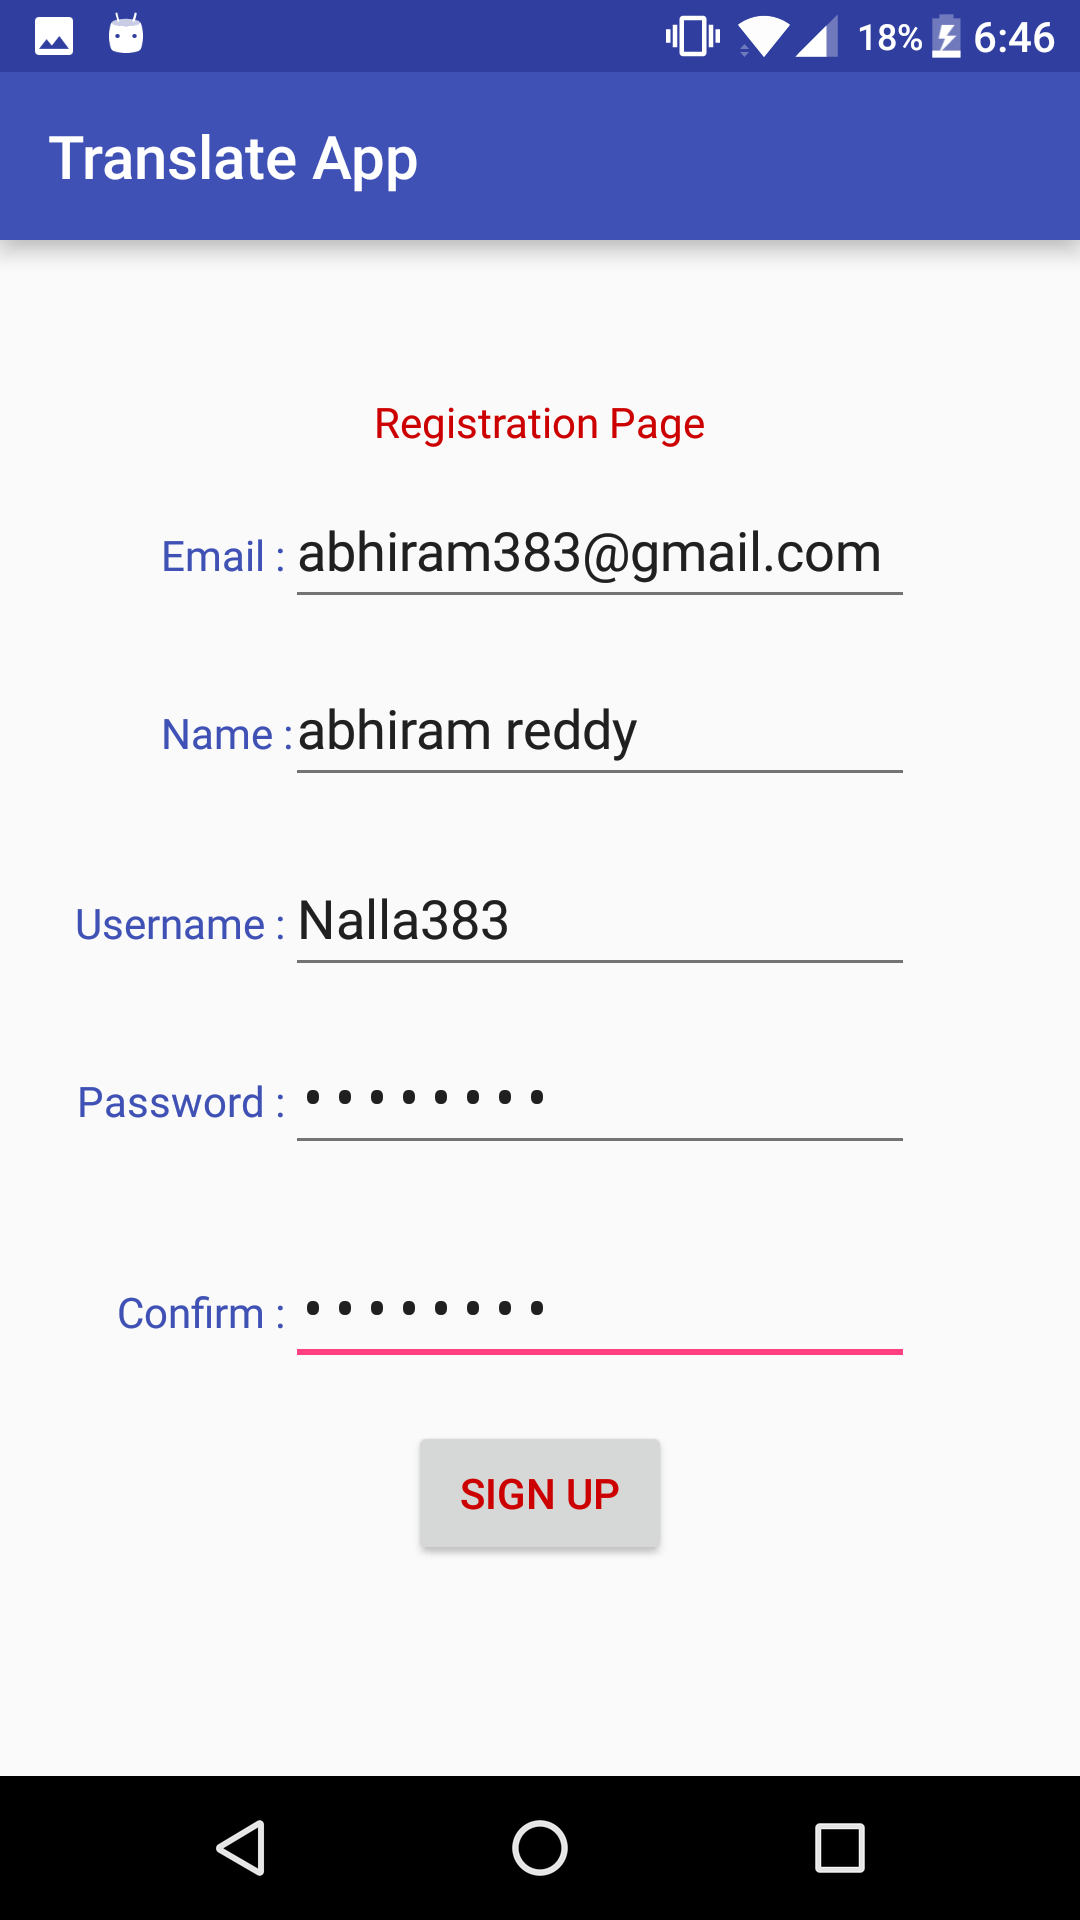 18% 6:46
Translate App
Registration Page
Email : abhiram383@gmail.com
Name : abhiram reddy
Username : Nalla383
Password : ••••••••
Confirm : ••••••••
SIGN UP